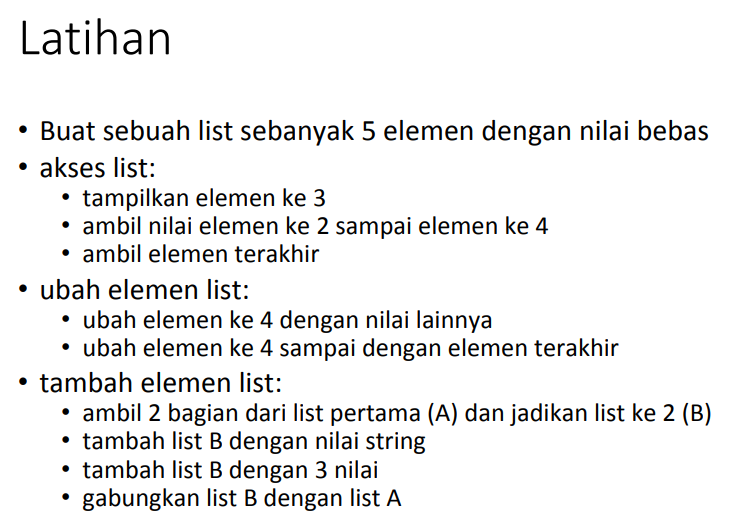 Latihan
• Buat sebuah list sebanyak 5 elemen dengan nilai bebas
• akses list:
• tampilkan elemen ke 3
• ambil nilai elemen ke 2 sampai elemen ke 4
• ambil elemen terakhir
• ubah elemen list:
• ubah elemen ke 4 dengan nilai lainnya
• ubah elemen ke 4 sampai dengan elemen terakhir
• tambah elemen list:
• ambil 2 bagian dari list pertama (A) dan jadikan list ke 2 (B)
• tambah list B dengan nilai string
• tambah list B dengan 3 nilai
• gabungkan list B dengan list A